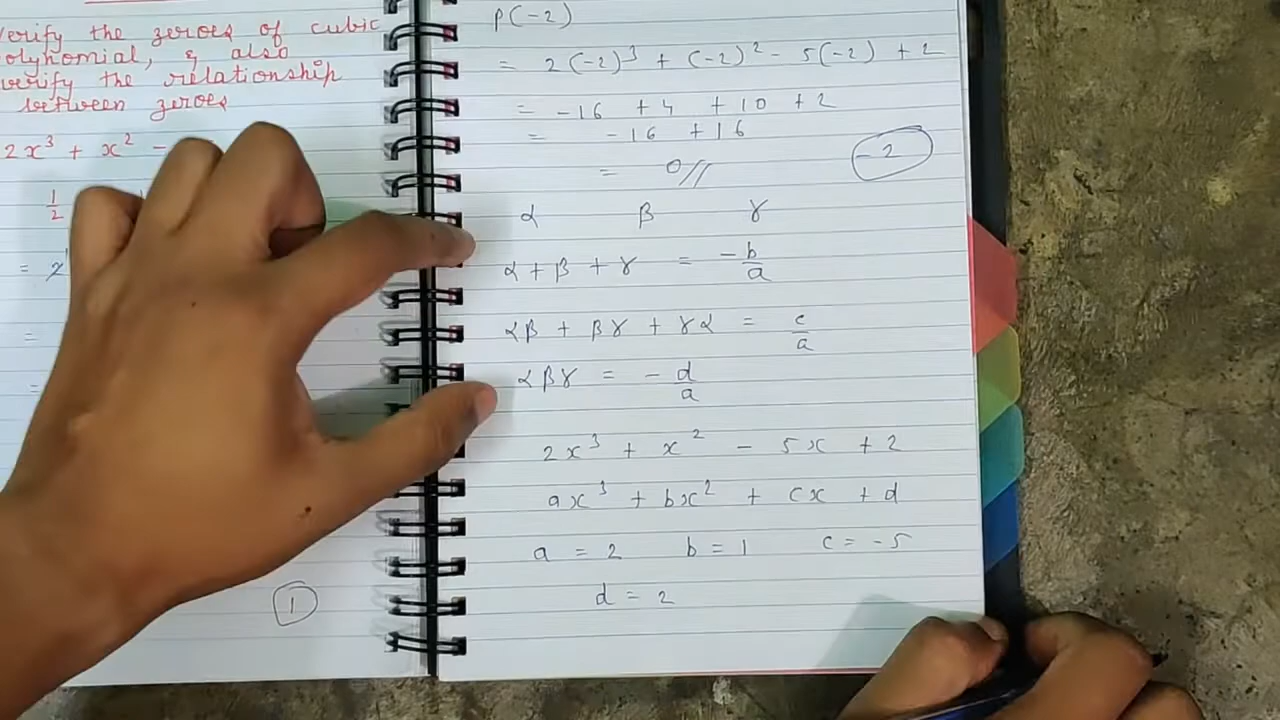 verify the zeroes of cubic
polynomial, & also
verify the relationship
between zeroes
2x³ + x² -
1/2
=
=
=
1
P(-2)
= 2(-2)³ + (-2)² - 5(-2) + 2
= -16 + 4 + 10 + 2
= -16 + 16
= 0//
-2
α β γ
α + β + γ = -b/a
αβ + βγ + γα = c/a
αβγ = -d/a
2x³ + x² - 5x + 2
ax³ + bx² + cx + d
a = 2 b = 1 c = -5
d = 2